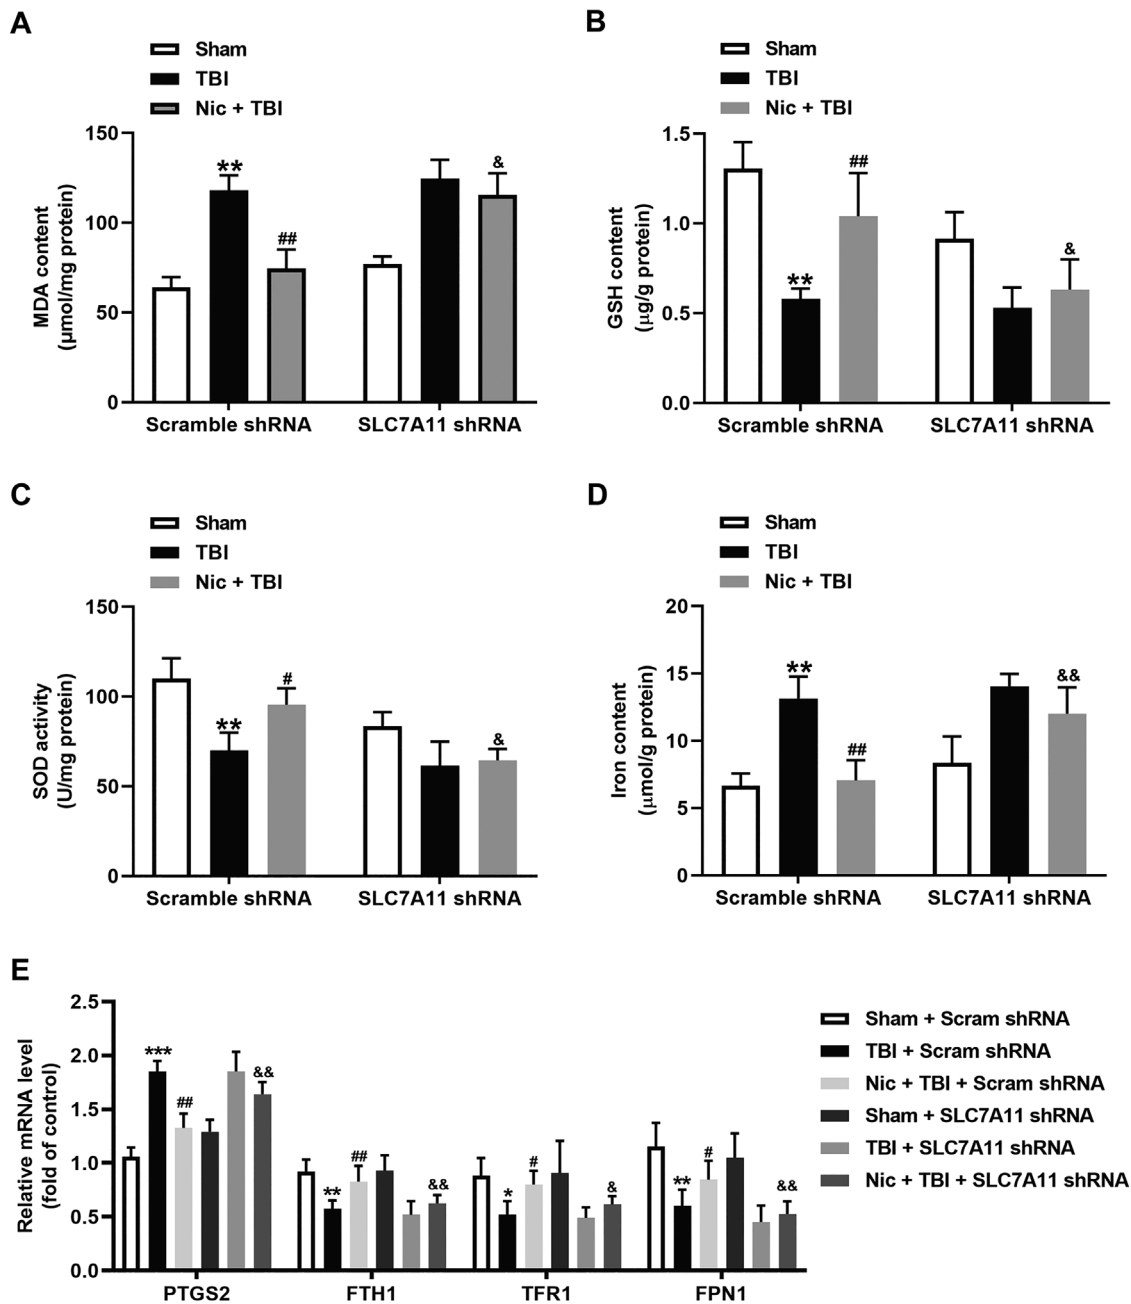 A
Sham
TBI
Nic + TBI
MDA content
(μmol/mg protein)
150
100
50
0
**
##
&
Scramble shRNA
SLC7A11 shRNA
B
Sham
TBI
Nic + TBI
GSH content
(μg/g protein)
1.5
1.0
0.5
0.0
**
##
&
Scramble shRNA
SLC7A11 shRNA
C
Sham
TBI
Nic + TBI
SOD activity
(U/mg protein)
150
100
50
0
**
#
&
Scramble shRNA
SLC7A11 shRNA
D
Sham
TBI
Nic + TBI
Iron content
(μmol/g protein)
20
15
10
5
0
**
##
&&
Scramble shRNA
SLC7A11 shRNA
E
Relative mRNA level
(fold of control)
2.5
2.0
1.5
1.0
0.5
0.0
***
##
&&
**
##
&&
*
#
&
**
#
&&
PTGS2
FTH1
TFR1
FPN1
Sham + Scram shRNA
TBI + Scram shRNA
Nic + TBI + Scram shRNA
Sham + SLC7A11 shRNA
TBI + SLC7A11 shRNA
Nic + TBI + SLC7A11 shRNA